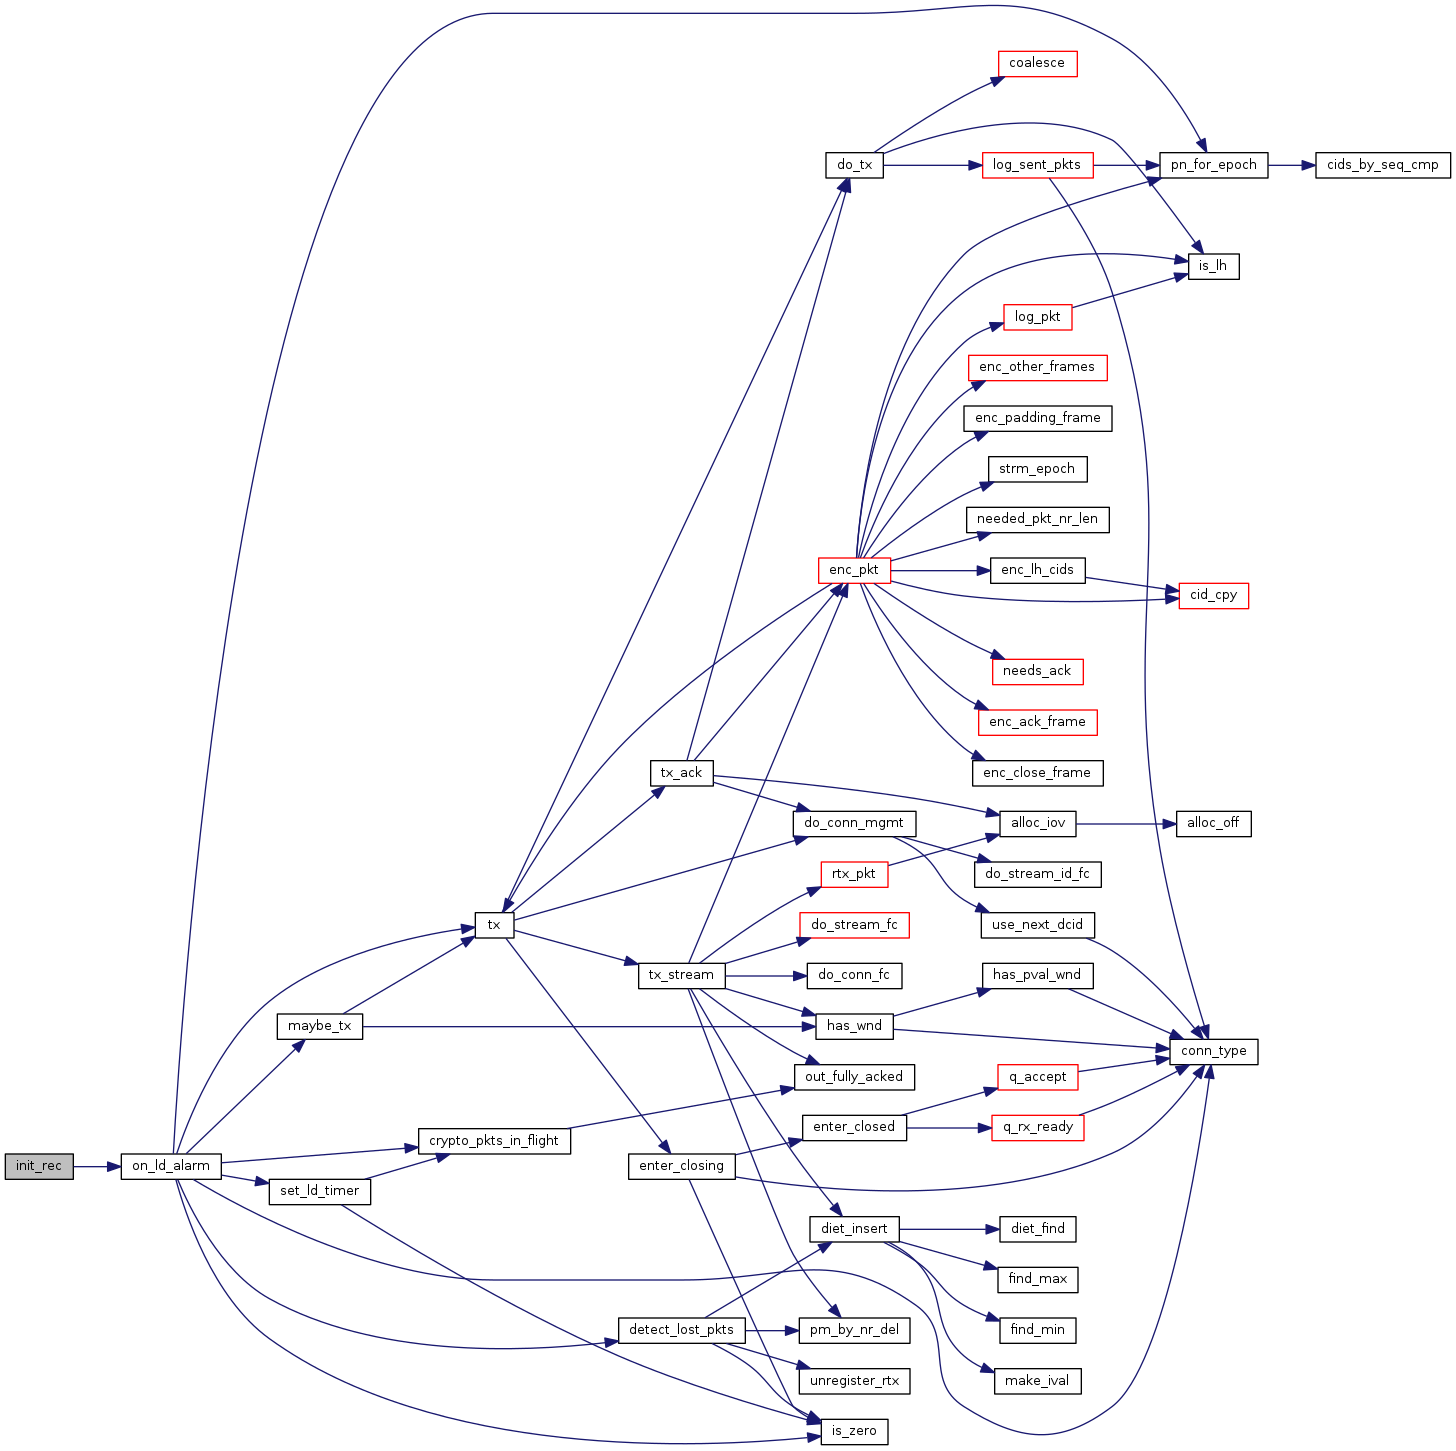 coalesce
do_tx
log_sent_pkts
pn_for_epoch
cids_by_seq_cmp
is_lh
log_pkt
enc_other_frames
enc_padding_frame
strm_epoch
needed_pkt_nr_len
enc_pkt
enc_lh_cids
cid_cpy
needs_ack
enc_ack_frame
tx_ack
enc_close_frame
do_conn_mgmt
alloc_iov
alloc_off
rtx_pkt
do_stream_id_fc
tx
do_stream_fc
use_next_dcid
tx_stream
do_conn_fc
has_pval_wnd
maybe_tx
has_wnd
conn_type
out_fully_acked
q_accept
crypto_pkts_in_flight
enter_closed
q_rx_ready
init_rec
on_ld_alarm
enter_closing
set_ld_timer
diet_insert
diet_find
find_max
detect_lost_pkts
pm_by_nr_del
find_min
unregister_rtx
make_ival
is_zero